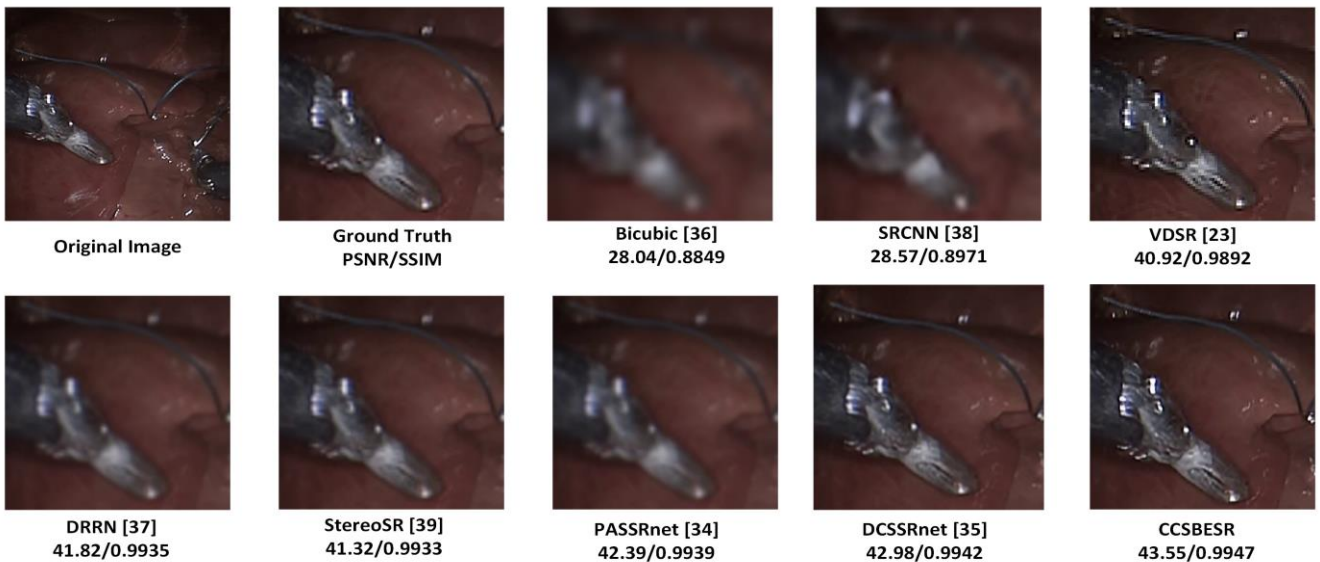 Original Image
Ground Truth
PSNR/SSIM
Bicubic [36]
28.04/0.8849
SRCNN [38]
28.57/0.8971
VDSR [23]
40.92/0.9892
DRRN [37]
41.82/0.9935
StereoSR [39]
41.32/0.9933
PASSRnet [34]
42.39/0.9939
DCSSRnet [35]
42.98/0.9942
CCSBESR
43.55/0.9947